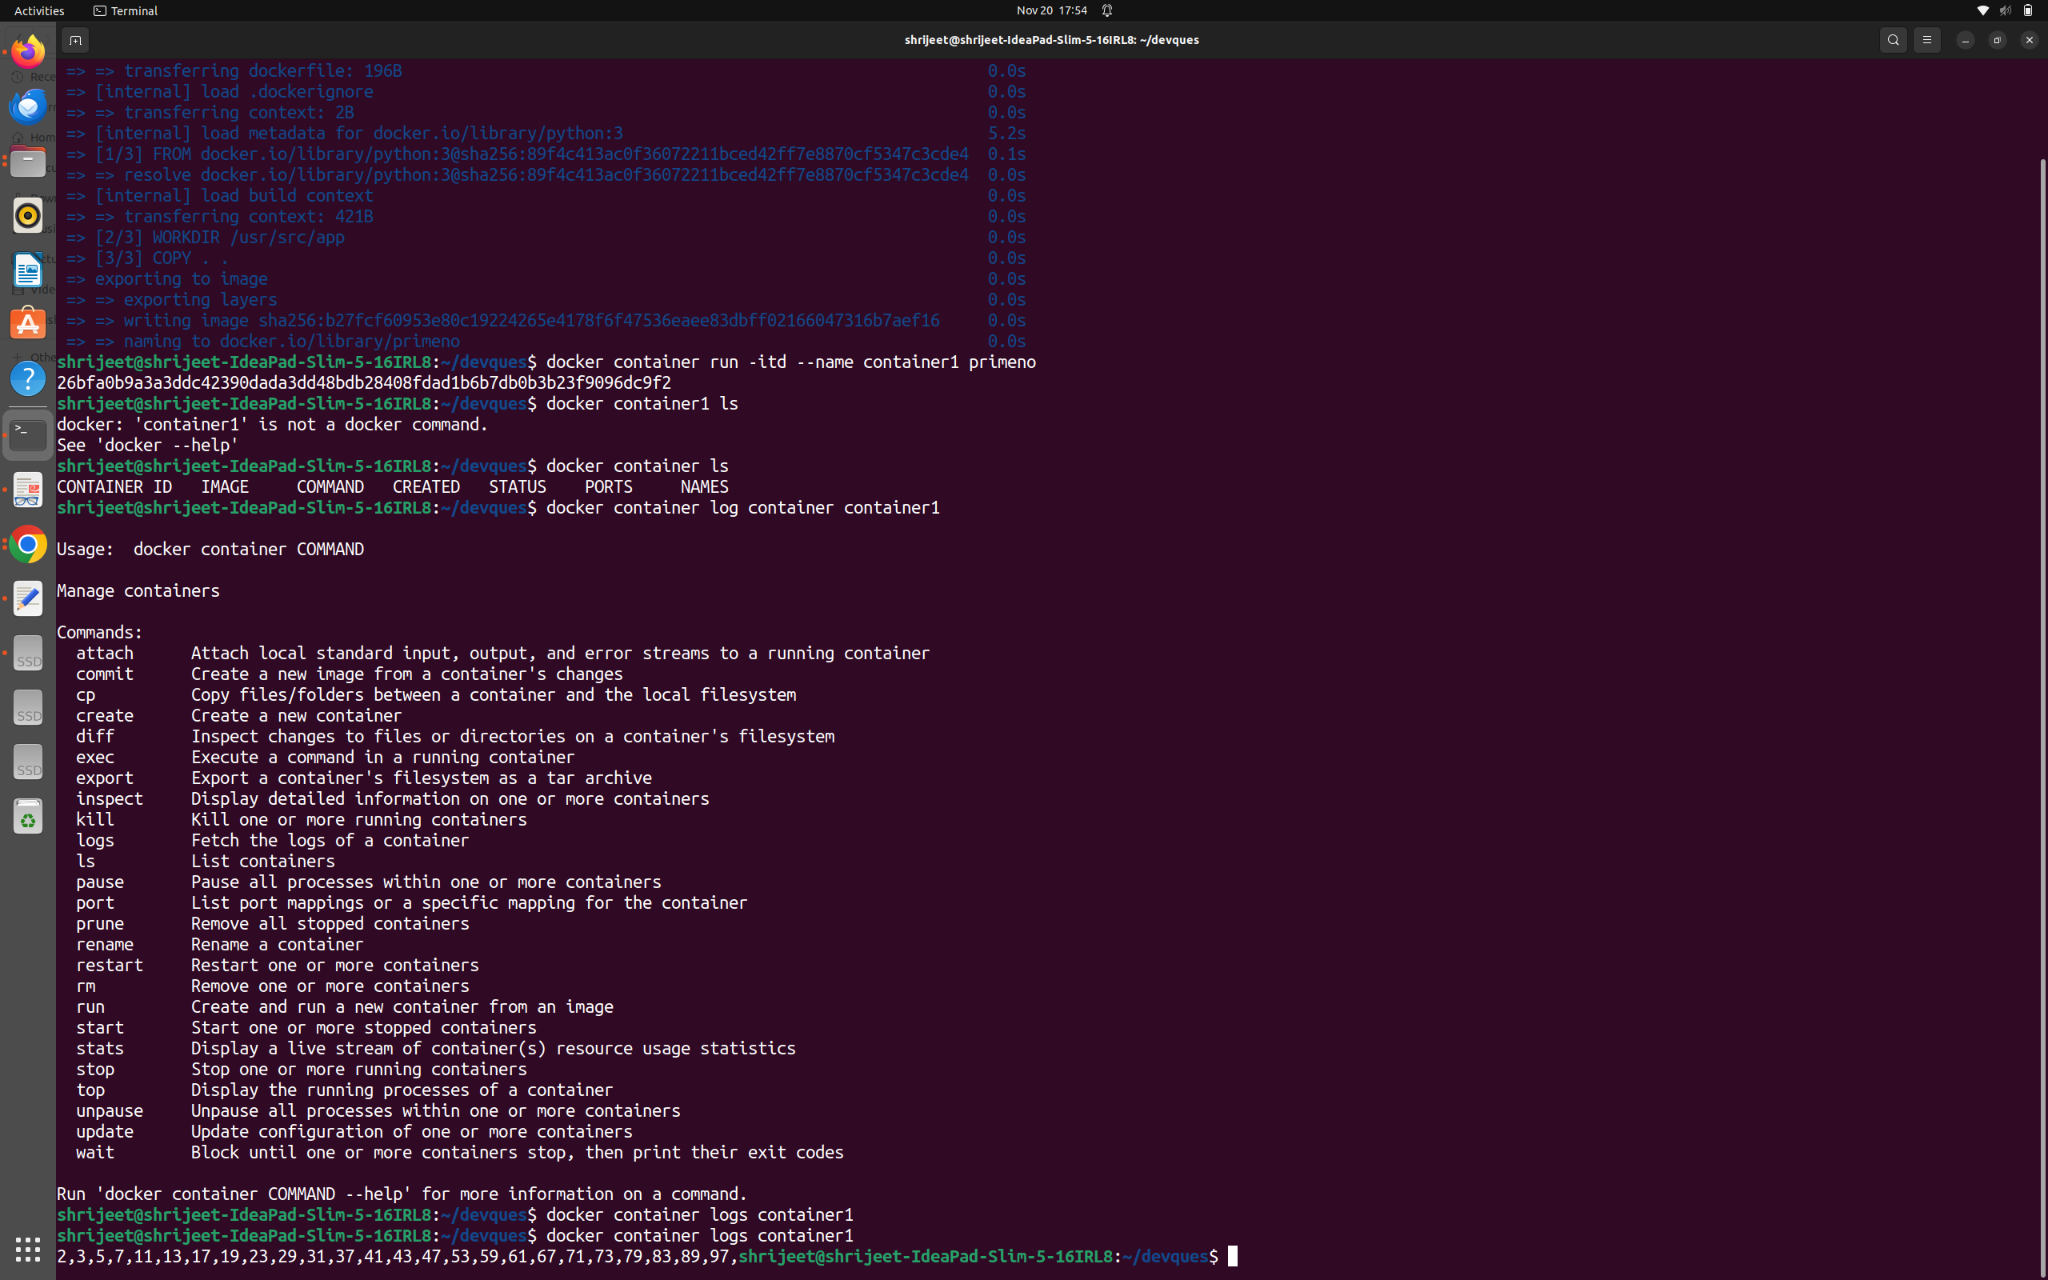 Activities Terminal Nov 20 17:54
shrijeet@shrijeet-IdeaPad-Slim-5-16IRL8: ~/devques
=> => transferring dockerfile: 196B 0.0s
=> [internal] load .dockerignore 0.0s
=> => transferring context: 2B 0.0s
=> [internal] load metadata for docker.io/library/python:3 5.2s
=> [1/3] FROM docker.io/library/python:3@sha256:89f4c413ac0f36072211bced42ff7e8870cf5347c3cde4 0.1s
=> => resolve docker.io/library/python:3@sha256:89f4c413ac0f36072211bced42ff7e8870cf5347c3cde4 0.0s
=> [internal] load build context 0.0s
=> => transferring context: 421B 0.0s
=> [2/3] WORKDIR /usr/src/app 0.0s
=> [3/3] COPY . . 0.0s
=> exporting to image 0.0s
=> => exporting layers 0.0s
=> => writing image sha256:b27fcf60953e80c19224265e4178f6f47536eaee83dbff02166047316b7aef16 0.0s
=> => naming to docker.io/library/primeno 0.0s
shrijeet@shrijeet-IdeaPad-Slim-5-16IRL8:~/devques$ docker container run -itd --name container1 primeno
26bfa0b9a3a3ddc42390dada3dd48bdb28408fdad1b6b7db0b3b23f9096dc9f2
shrijeet@shrijeet-IdeaPad-Slim-5-16IRL8:~/devques$ docker container1 ls
docker: 'container1' is not a docker command.
See 'docker --help'
shrijeet@shrijeet-IdeaPad-Slim-5-16IRL8:~/devques$ docker container ls
CONTAINER ID IMAGE COMMAND CREATED STATUS PORTS NAMES
shrijeet@shrijeet-IdeaPad-Slim-5-16IRL8:~/devques$ docker container log container container1
Usage: docker container COMMAND
Manage containers
Commands:
attach Attach local standard input, output, and error streams to a running container
commit Create a new image from a container's changes
cp Copy files/folders between a container and the local filesystem
create Create a new container
diff Inspect changes to files or directories on a container's filesystem
exec Execute a command in a running container
export Export a container's filesystem as a tar archive
inspect Display detailed information on one or more containers
kill Kill one or more running containers
logs Fetch the logs of a container
ls List containers
pause Pause all processes within one or more containers
port List port mappings or a specific mapping for the container
prune Remove all stopped containers
rename Rename a container
restart Restart one or more containers
rm Remove one or more containers
run Create and run a new container from an image
start Start one or more stopped containers
stats Display a live stream of container(s) resource usage statistics
stop Stop one or more running containers
top Display the running processes of a container
unpause Unpause all processes within one or more containers
update Update configuration of one or more containers
wait Block until one or more containers stop, then print their exit codes
Run 'docker container COMMAND --help' for more information on a command.
shrijeet@shrijeet-IdeaPad-Slim-5-16IRL8:~/devques$ docker container logs container1
shrijeet@shrijeet-IdeaPad-Slim-5-16IRL8:~/devques$ docker container logs container1
2,3,5,7,11,13,17,19,23,29,31,37,41,43,47,53,59,61,67,71,73,79,83,89,97,shrijeet@shrijeet-IdeaPad-Slim-5-16IRL8:~/devques$
SSD
SSD
SSD